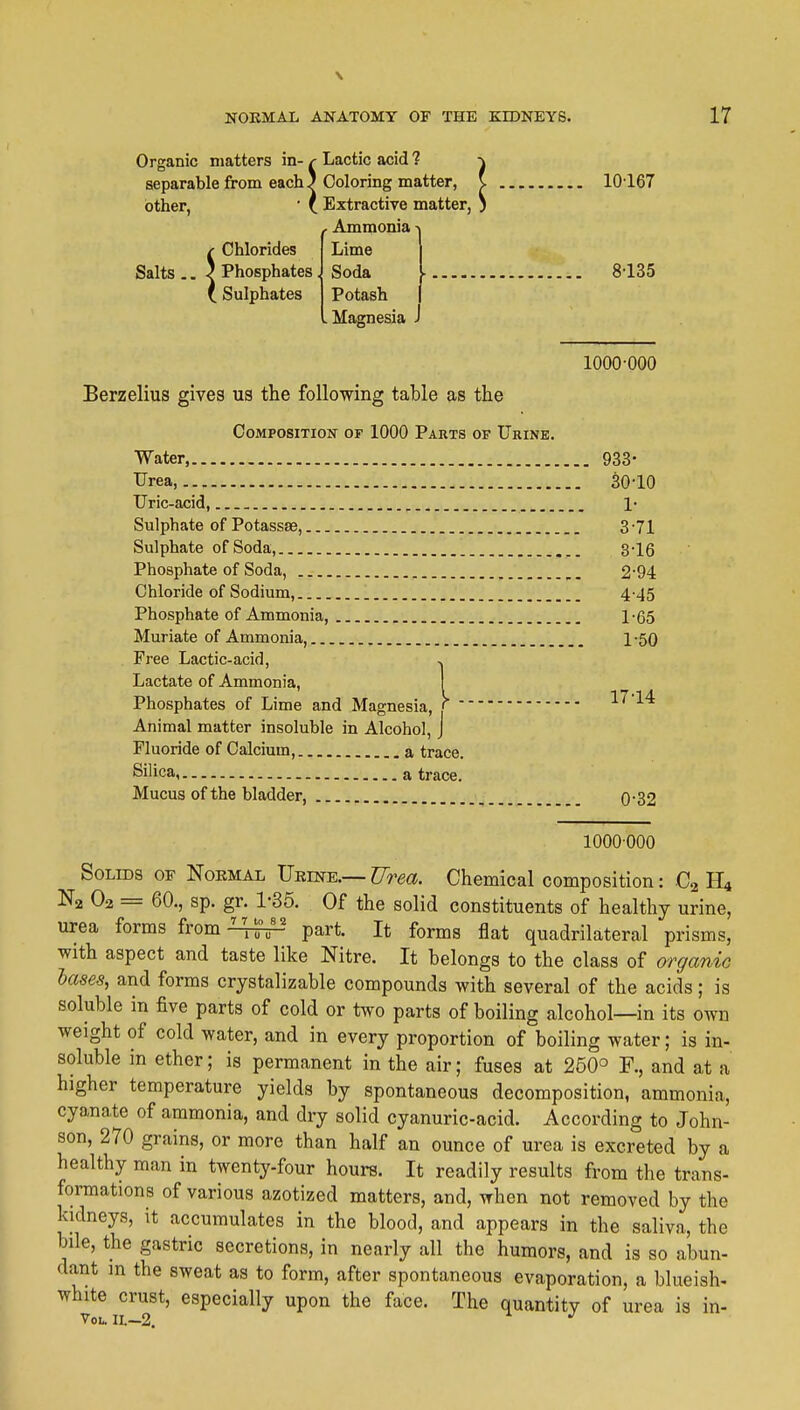 NORMAL ANATOMY OF THE KIDNEYS. 17
Organic matters in- { Lactic acid ? }
separable from each { Coloring matter, } .......... 10·167
other, ' { Extractive matter, }
{ Ammonia }
{ Chlorides { Lime }
Salts .. { Phosphates { Soda } .................. 8·135
{ Sulphates { Potash }
{ Magnesia }
1000·000
Berzelius gives us the following table as the
Composition of 1000 Parts of Urine.
Water,............................................. 933·
Urea,.............................................. 30·10
Uric-acid,......................................... 1·
Sulphate of Potassæ,............................... 3·71
Sulphate of Soda,.................................. 3·16
Phosphate of Soda, ................................ 2·94
Chloride of Sodium,................................ 4·45
Phosphate of Ammonia, ............................. 1·65
Muriate of Ammonia,................................ 1·50
Free Lactic-acid, }
Lactate of Ammonia, }
Phosphates of Lime and Magnesia, } ............. 17·14
Animal matter insoluble in Alcohol, }
Fluoride of Calcium,............ a trace.
Silica,......................... a trace.
Mucus of the bladder, ............................. 0·32
1000·000
Solids of Normal Urine.—Urea. Chemical composition: C2 H4
N2 O2 = 60., sp. gr. 1·35. Of the solid constituents of healthy urine,
urea forms from 77 to 82/100 part. It forms flat quadrilateral prisms,
with aspect and taste like Nitre. It belongs to the class of organic
bases, and forms crystalizable compounds with several of the acids; is
soluble in five parts of cold or two parts of boiling alcohol—in its own
weight of cold water, and in every proportion of boiling water; is in-
soluble in ether; is permanent in the air; fuses at 250° F., and at a
higher temperature yields by spontaneous decomposition, ammonia,
cyanate of ammonia, and dry solid cyanuric-acid. According to John-
son, 270 grains, or more than half an ounce of urea is excreted by a
healthy man in twenty-four hours. It readily results from the trans-
formations of various azotized matters, and, when not removed by the
kidneys, it accumulates in the blood, and appears in the saliva, the
bile, the gastric secretions, in nearly all the humors, and is so abun-
dant in the sweat as to form, after spontaneous evaporation, a blueish-
white crust, especially upon the face. The quantity of urea is in-
Vol. II.—2.